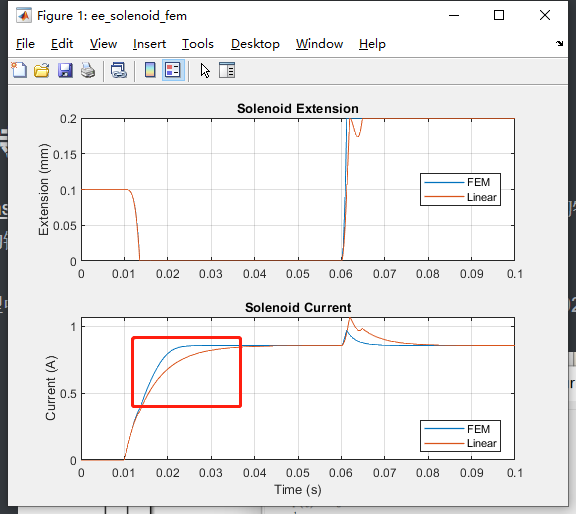 Figure 1: ee_solenoid_fem
File Edit View Insert Tools Desktop Window Help
Solenoid Extension
Extension (mm)
0.2
0.15
0.1
0.05
0
0 0.01 0.02 0.03 0.04 0.05 0.06 0.07 0.08 0.09 0.1
FEM
Linear
Solenoid Current
Current (A)
1
0.5
0
0 0.01 0.02 0.03 0.04 0.05 0.06 0.07 0.08 0.09 0.1
FEM
Linear
Time (s)